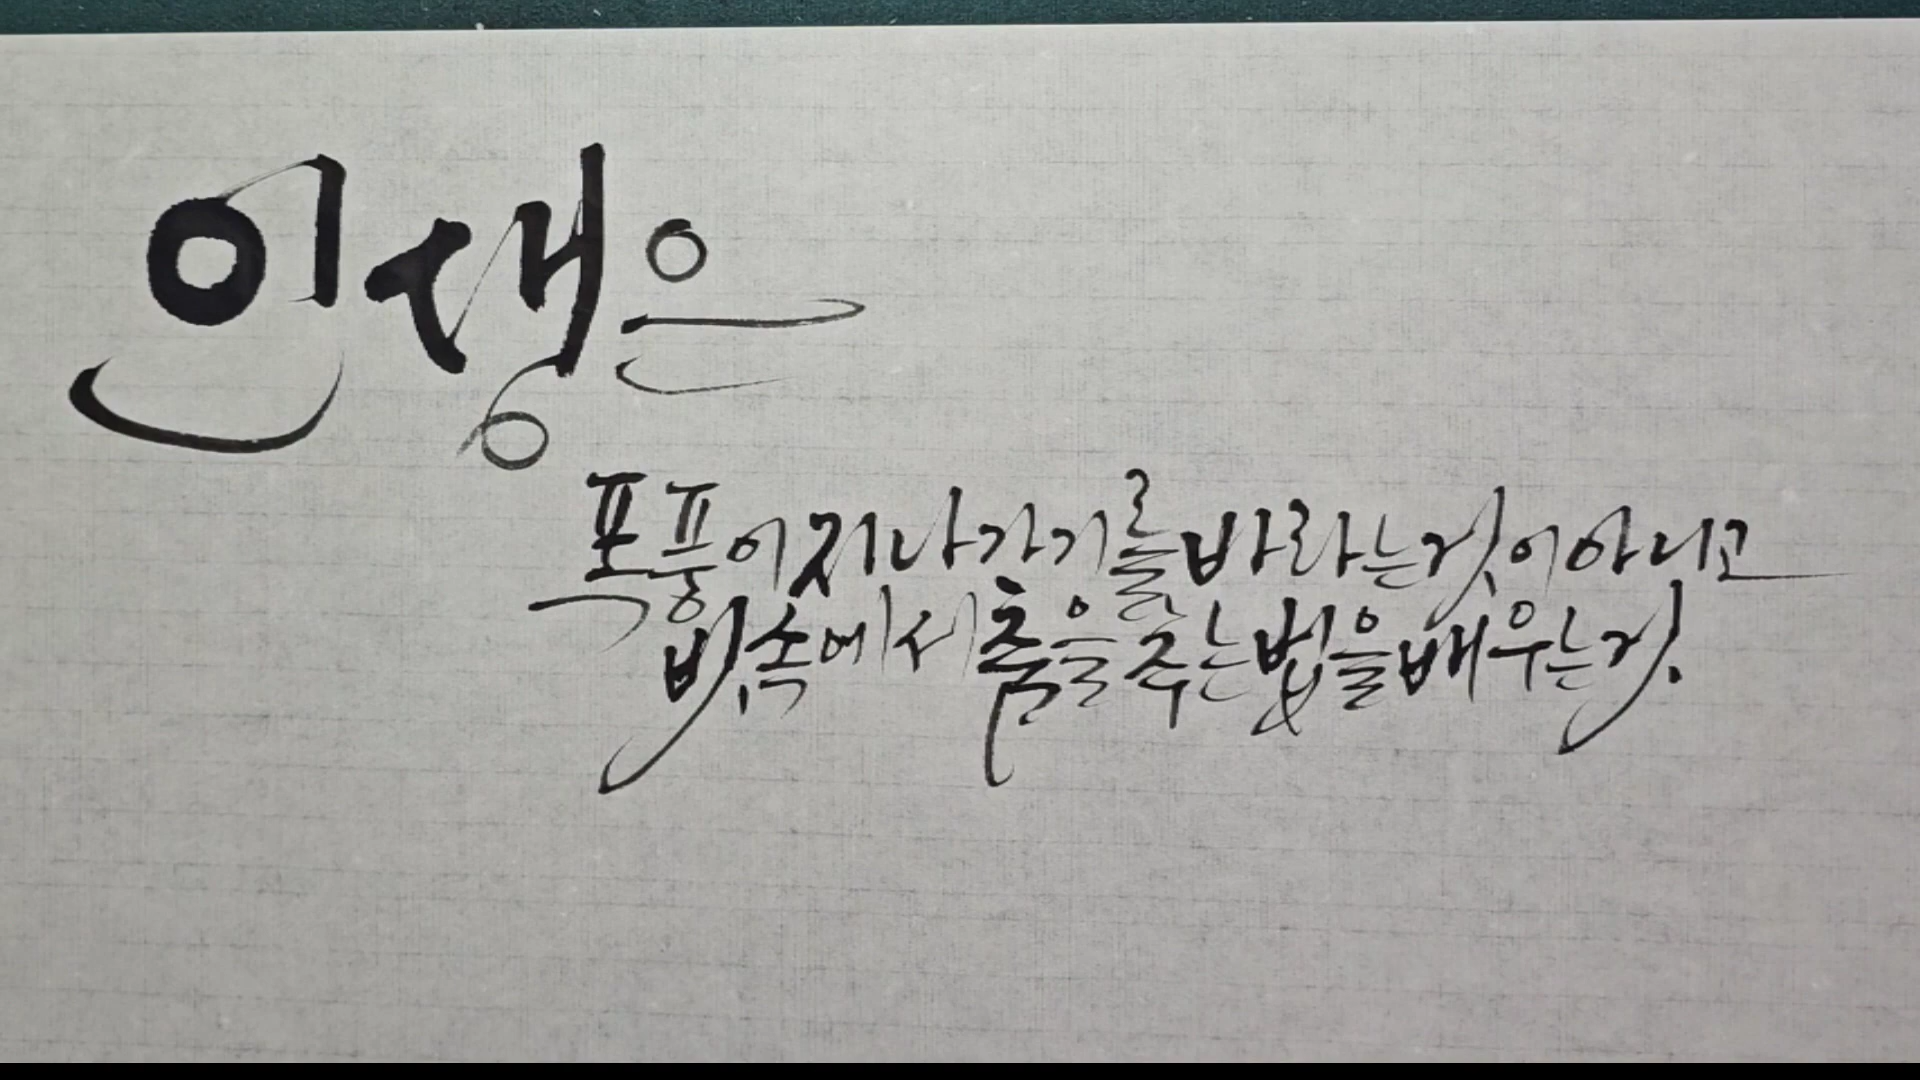 인생은
폭풍이 지나가기를 바라는 것이 아니고
빗속에서 춤을 추는 법을 배우는 것.